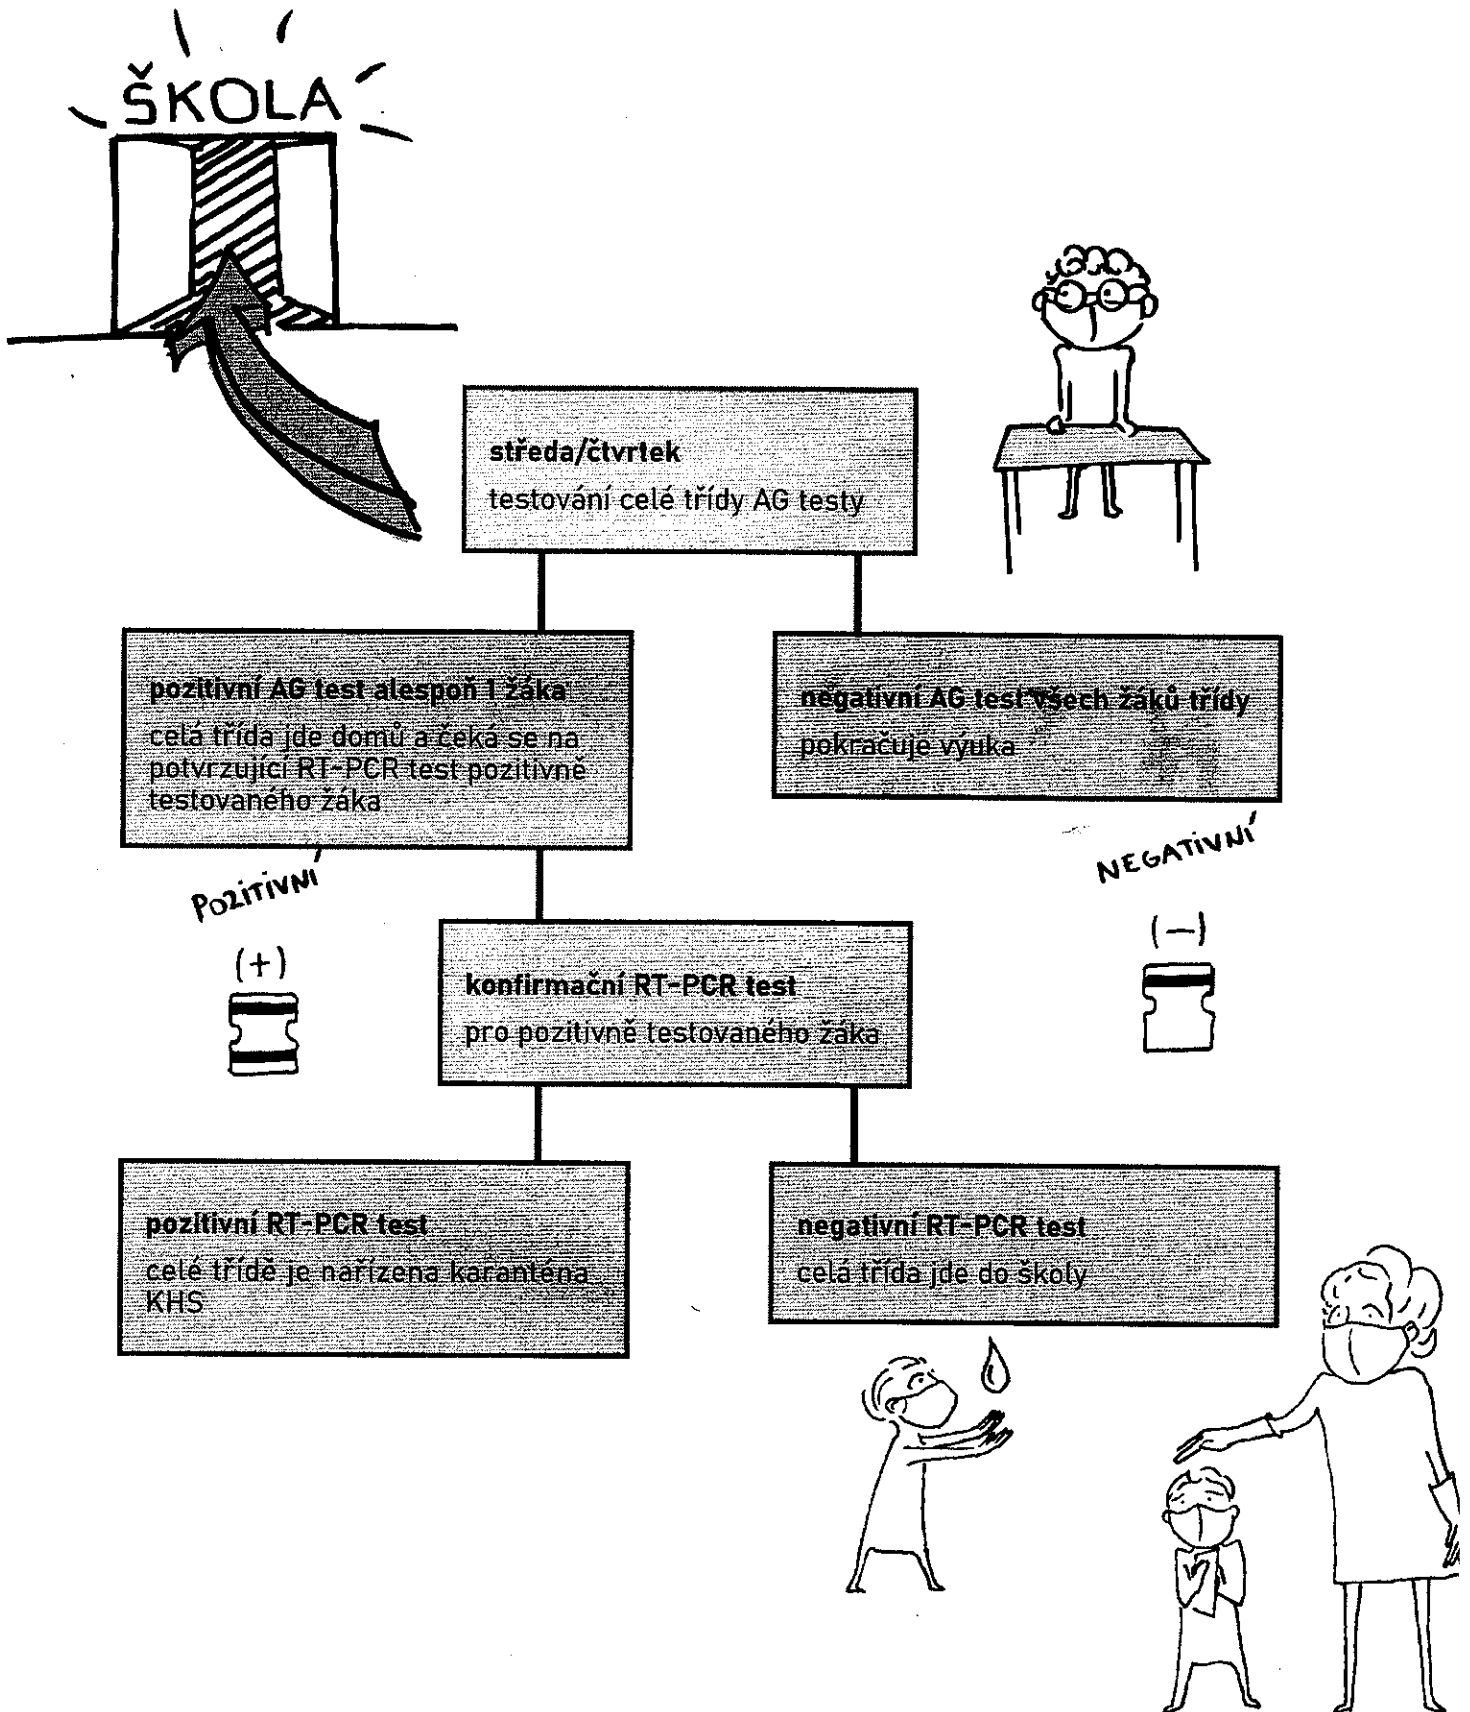 ŠKOLA
středa/čtvrtek
testování celé třídy AG testy
pozitivní AG test alespoň 1 žáka
celá třída jde domů a čeká se na
potvrzující RT-PCR test pozitivně
testovaného žáka
negativní AG test všech žáků třídy
pokračuje výuka
POZITIVNÍ
(+)
NEGATIVNÍ
(-)
konfirmační RT-PCR test
pro pozitivně testovaného žáka
pozitivní RT-PCR test
celé třídě je nařízena karanténa
KHS
negativní RT-PCR test
celá třída jde do školy